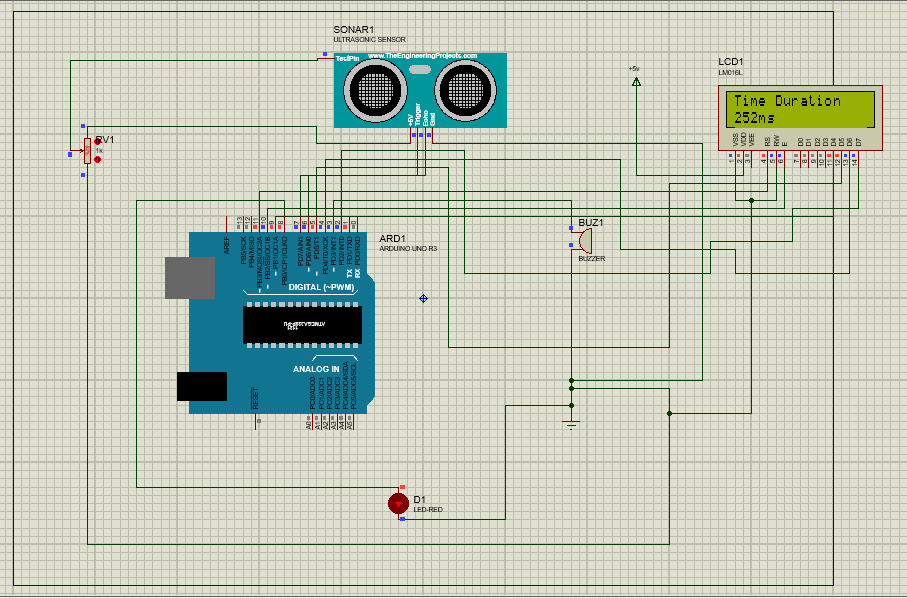 SONAR1
ULTRASONIC SENSOR
TestPin
www.TheEngineeringProjects.com
+5V
Trigger
Echo
Gnd
+5v
LCD1
LM016L
Time Duration
252ms
VSS
VDD
VEE
RS
RW
E
D0
D1
D2
D3
D4
D5
D6
D7
1
2
3
4
5
6
7
8
9
10
11
12
13
14
RV1
1k
BUZ1
BUZZER
ARD1
ARDUINO UNO R3
AREF
13
12
11
10
9
8
7
6
5
4
3
2
1
0
PB5/SCK
PB4/MISO
PB3/MOSI/OC2A
PB2/SS/OC1B
PB1/OC1A
PB0/ICP1/CLKO
PD7/AIN1
PD6/AIN0
PD5/T1
PD4/T0/XCK
PD3/INT1
PD2/INT0
PD1/TXD
PD0/RXD
TX
RX
DIGITAL (~PWM)
ATMEGA328P-PU
ANALOG IN
RESET
PC0/ADC0
PC1/ADC1
PC2/ADC2
PC3/ADC3
PC4/ADC4/SDA
PC5/ADC5/SCL
A0
A1
A2
A3
A4
A5
D1
LED-RED